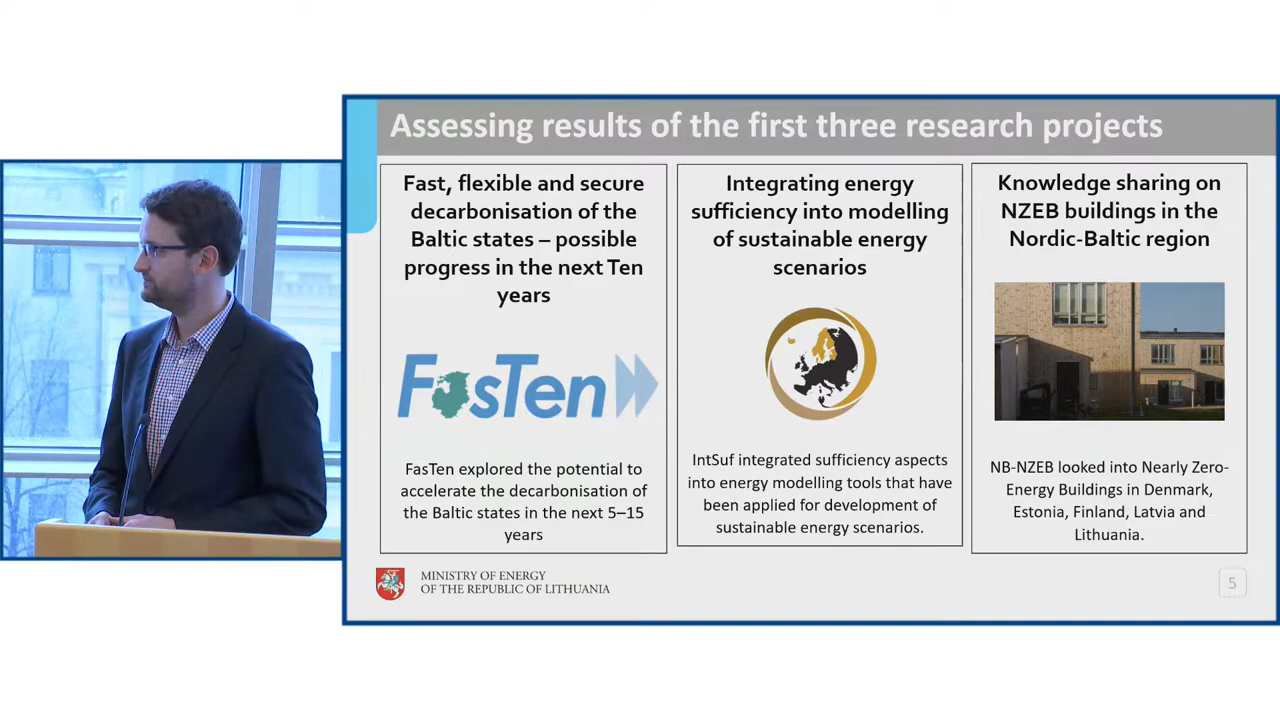 Assessing results of the first three research projects
Fast, flexible and secure
decarbonisation of the
Baltic states – possible
progress in the next Ten
years
FasTen
FasTen explored the potential to
accelerate the decarbonisation of
the Baltic states in the next 5–15
years
Integrating energy
sufficiency into modelling
of sustainable energy
scenarios
IntSuf integrated sufficiency aspects
into energy modelling tools that have
been applied for development of
sustainable energy scenarios.
Knowledge sharing on
NZEB buildings in the
Nordic-Baltic region
NB-NZEB looked into Nearly Zero-
Energy Buildings in Denmark,
Estonia, Finland, Latvia and
Lithuania.
MINISTRY OF ENERGY
OF THE REPUBLIC OF LITHUANIA
5